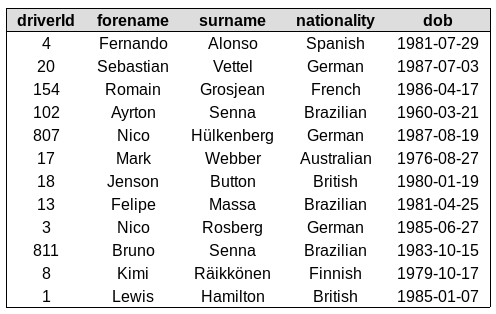 driverId forename surname nationality dob
4 Fernando Alonso Spanish 1981-07-29
20 Sebastian Vettel German 1987-07-03
154 Romain Grosjean French 1986-04-17
102 Ayrton Senna Brazilian 1960-03-21
807 Nico Hülkenberg German 1987-08-19
17 Mark Webber Australian 1976-08-27
18 Jenson Button British 1980-01-19
13 Felipe Massa Brazilian 1981-04-25
3 Nico Rosberg German 1985-06-27
811 Bruno Senna Brazilian 1983-10-15
8 Kimi Räikkönen Finnish 1979-10-17
1 Lewis Hamilton British 1985-01-07